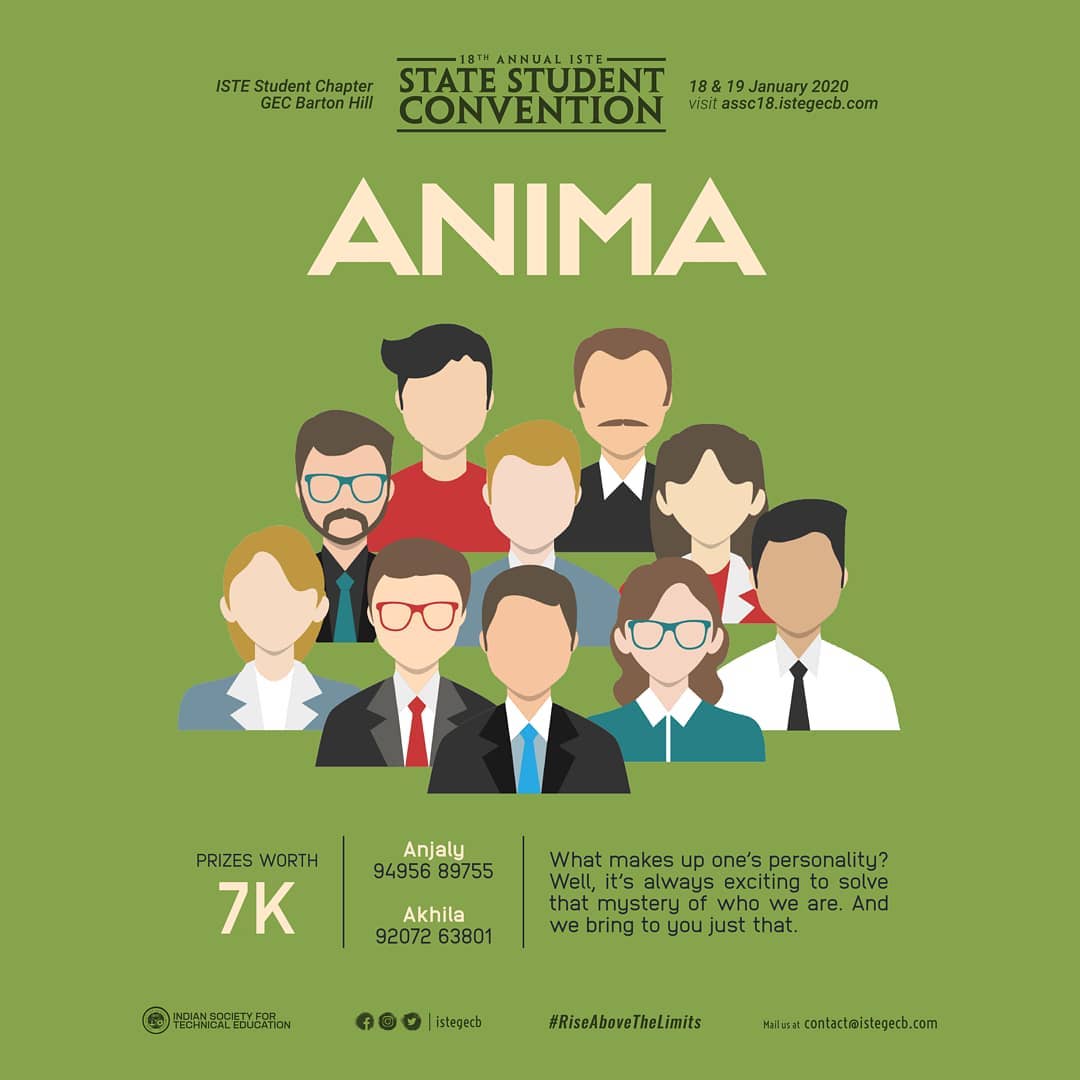 18TH ANNUAL ISTE
STATE STUDENT
CONVENTION
ISTE Student Chapter
GEC Barton Hill
18 & 19 January 2020
visit assc18.istegecb.com
ANIMA
PRIZES WORTH
7K
Anjaly
94956 89755
Akhila
92072 63801
What makes up one's personality?
Well, it's always exciting to solve
that mystery of who we are. And
we bring to you just that.
INDIAN SOCIETY FOR
TECHNICAL EDUCATION
istegecb
#RiseAboveTheLimits
Mail us at contact@istegecb.com